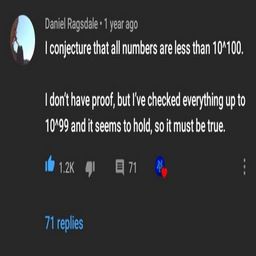 Daniel Ragsdale • 1 year ago
I conjecture that all numbers are less than 10^100.
I don't have proof, but I've checked everything up to
10^99 and it seems to hold, so it must be true.
1.2K 71
71 replies